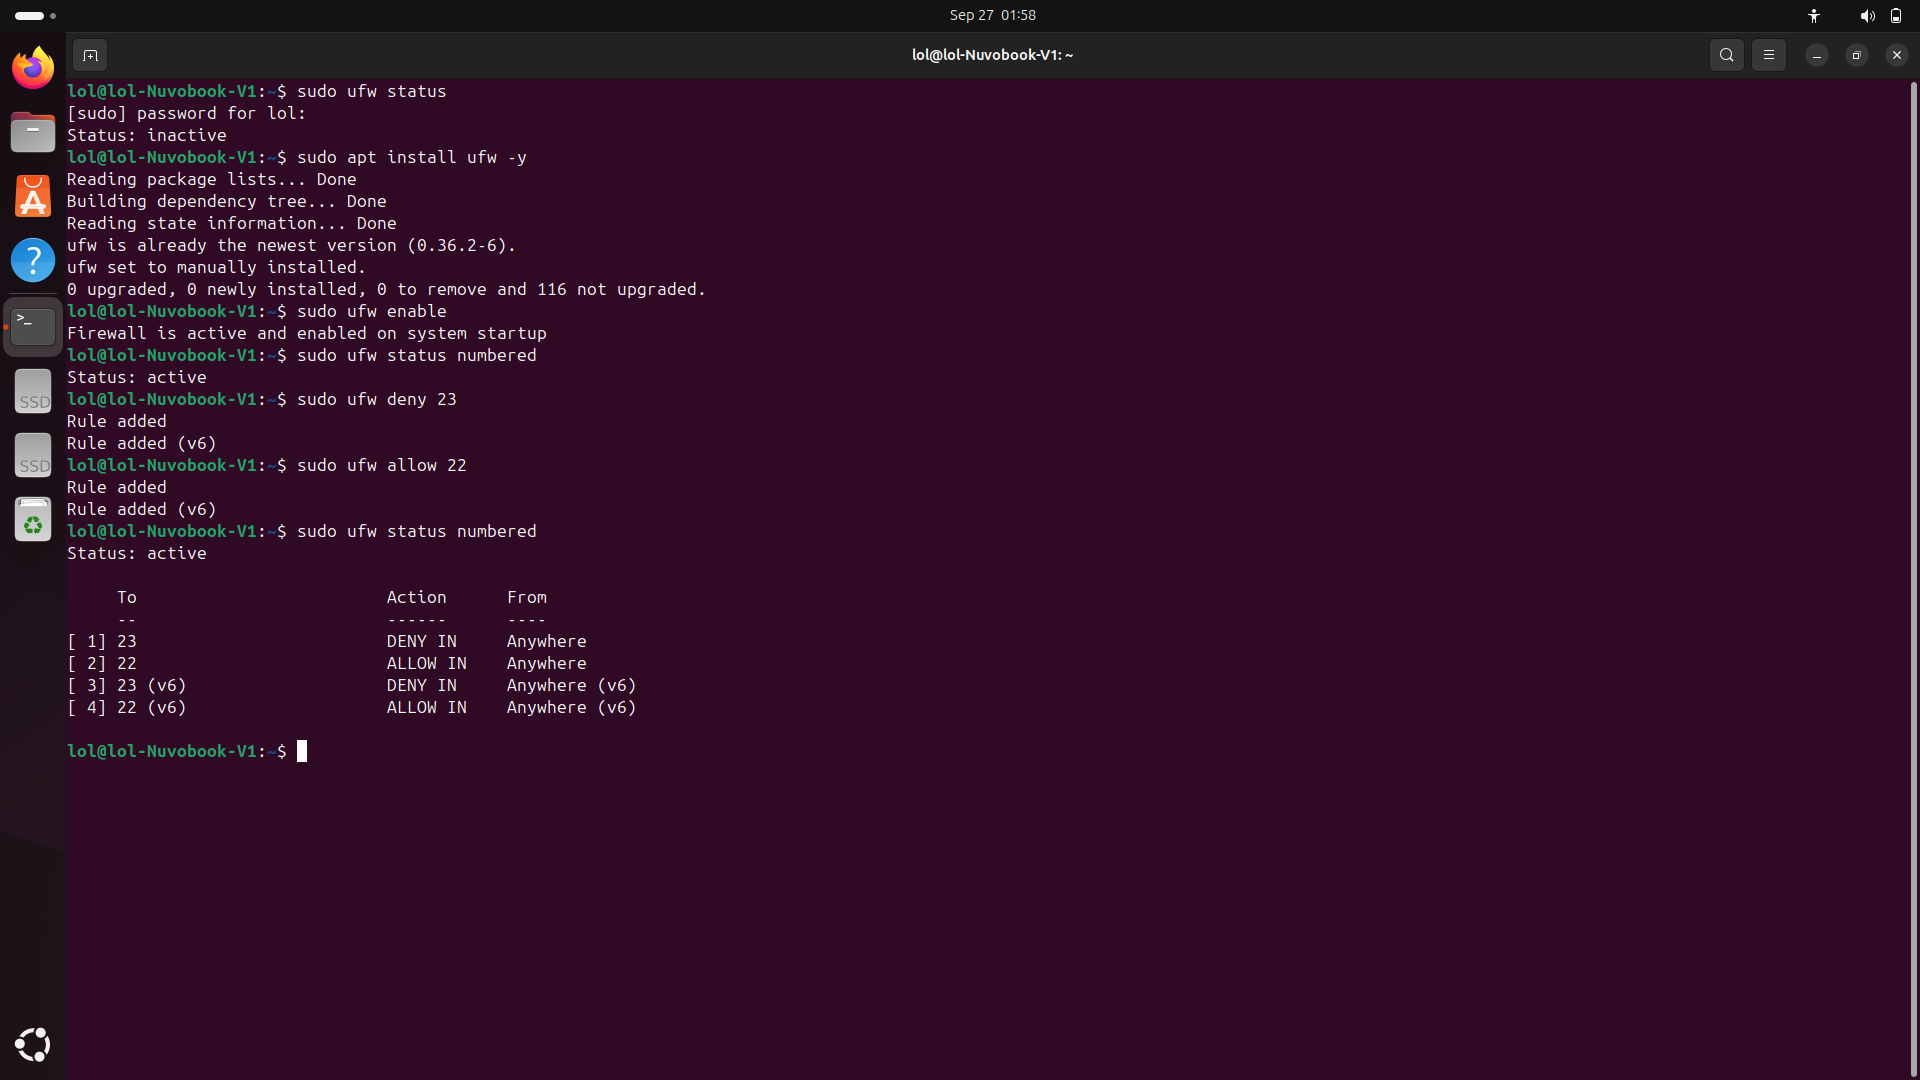 Sep 27 01:58
lol@lol-Nuvobook-V1: ~
lol@lol-Nuvobook-V1:~$ sudo ufw status
[sudo] password for lol:
Status: inactive
lol@lol-Nuvobook-V1:~$ sudo apt install ufw -y
Reading package lists... Done
Building dependency tree... Done
Reading state information... Done
ufw is already the newest version (0.36.2-6).
ufw set to manually installed.
0 upgraded, 0 newly installed, 0 to remove and 116 not upgraded.
lol@lol-Nuvobook-V1:~$ sudo ufw enable
Firewall is active and enabled on system startup
lol@lol-Nuvobook-V1:~$ sudo ufw status numbered
Status: active
lol@lol-Nuvobook-V1:~$ sudo ufw deny 23
Rule added
Rule added (v6)
lol@lol-Nuvobook-V1:~$ sudo ufw allow 22
Rule added
Rule added (v6)
lol@lol-Nuvobook-V1:~$ sudo ufw status numbered
Status: active
     To                         Action      From
     --                         ------      ----
[ 1] 23                         DENY IN     Anywhere
[ 2] 22                         ALLOW IN    Anywhere
[ 3] 23 (v6)                    DENY IN     Anywhere (v6)
[ 4] 22 (v6)                    ALLOW IN    Anywhere (v6)
lol@lol-Nuvobook-V1:~$
>_
SSD
SSD